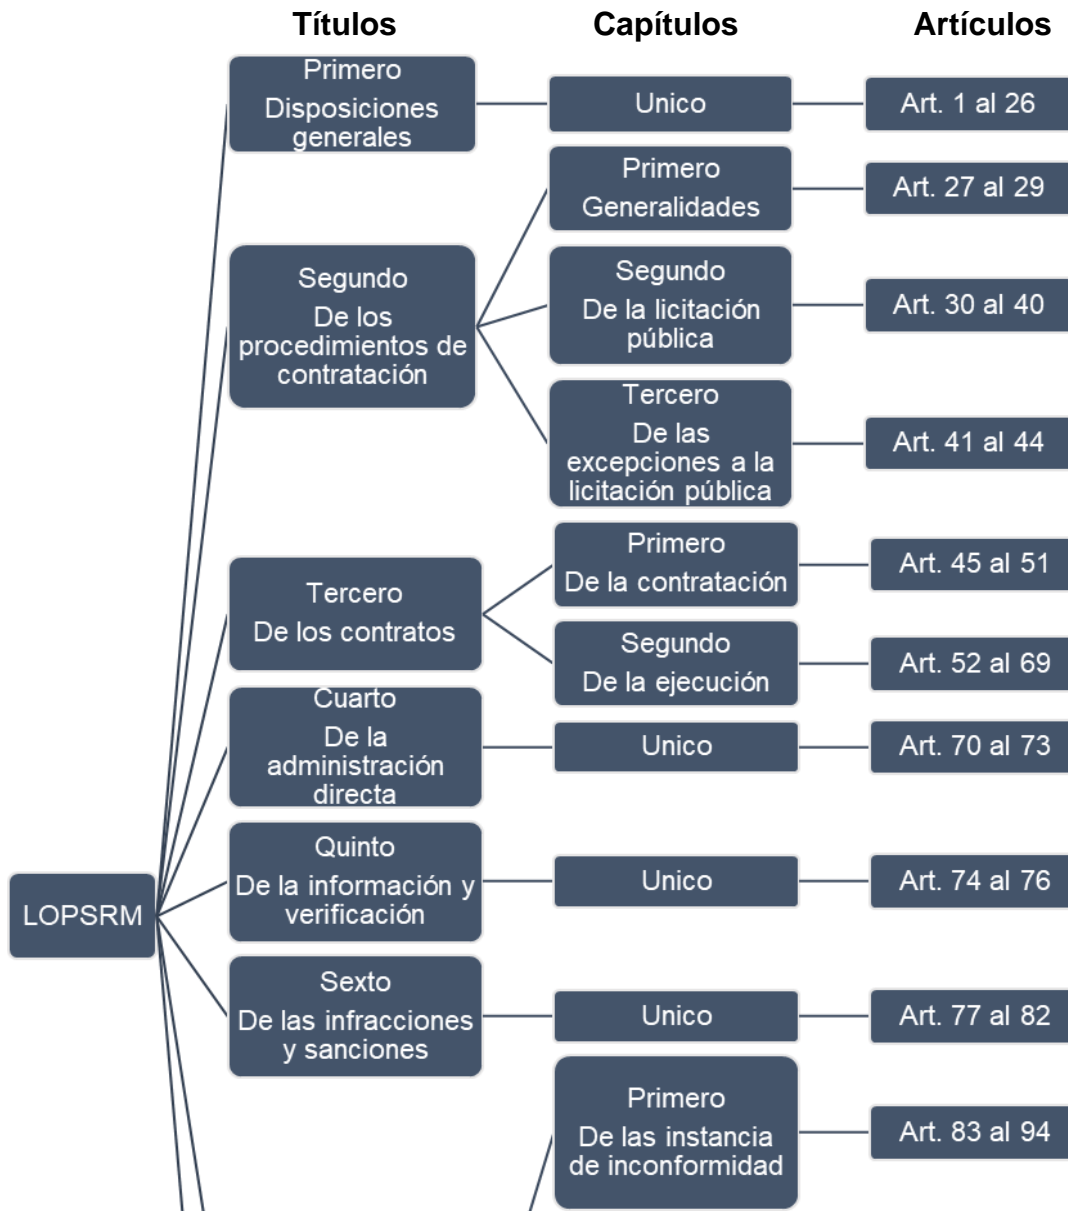 Títulos
Capítulos
Artículos
Primero
Disposiciones
generales
Unico
Art. 1 al 26
Segundo
De los
procedimientos de
contratación
Primero
Generalidades
Art. 27 al 29
Segundo
De la licitación
pública
Art. 30 al 40
Tercero
De las
excepciones a la
licitación pública
Art. 41 al 44
Tercero
De los contratos
Primero
De la contratación
Art. 45 al 51
Segundo
De la ejecución
Art. 52 al 69
Cuarto
De la
administración
directa
Unico
Art. 70 al 73
LOPSRM
Quinto
De la información y
verificación
Unico
Art. 74 al 76
Sexto
De las infracciones
y sanciones
Unico
Art. 77 al 82
Primero
De las instancia
de inconformidad
Art. 83 al 94